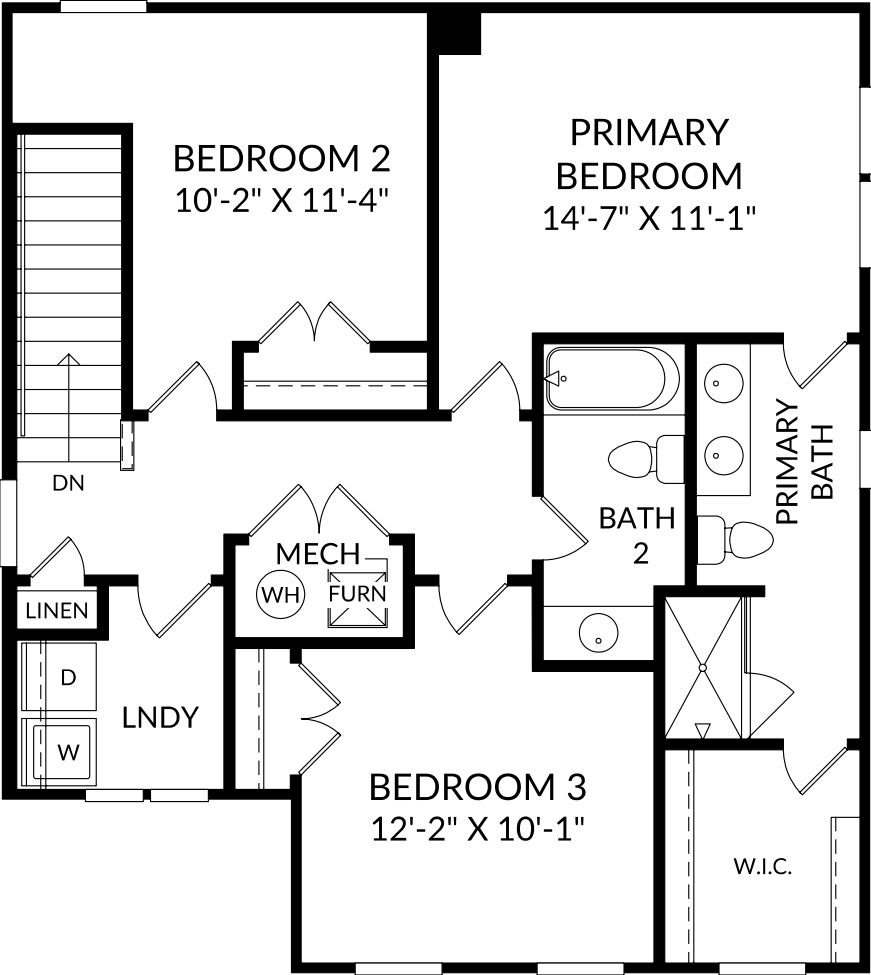 BEDROOM 2
10'-2" X 11'-4"
PRIMARY
BEDROOM
14'-7" X 11'-1"
DN
PRIMARY
BATH
BATH
2
MECH
WH
FURN
LINEN
D
LNDY
W
BEDROOM 3
12'-2" X 10'-1"
W.I.C.